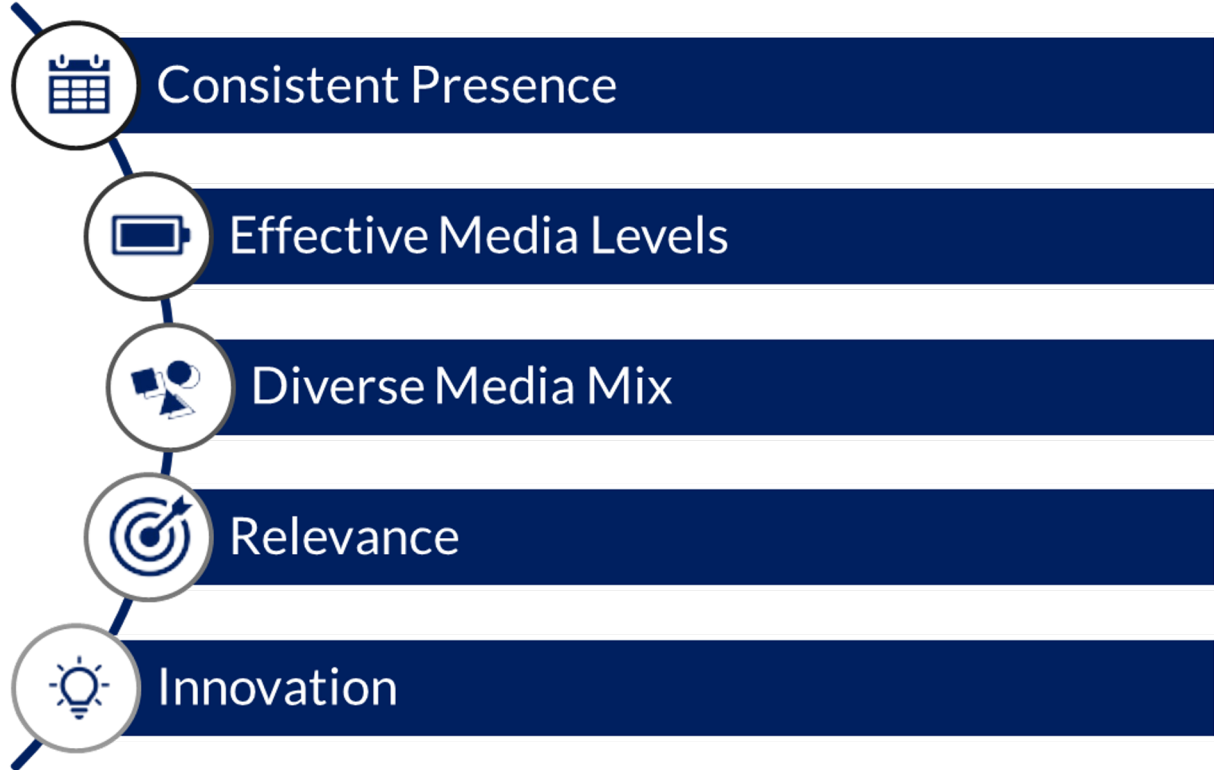 Consistent Presence
Effective Media Levels
Diverse Media Mix
Relevance
Innovation